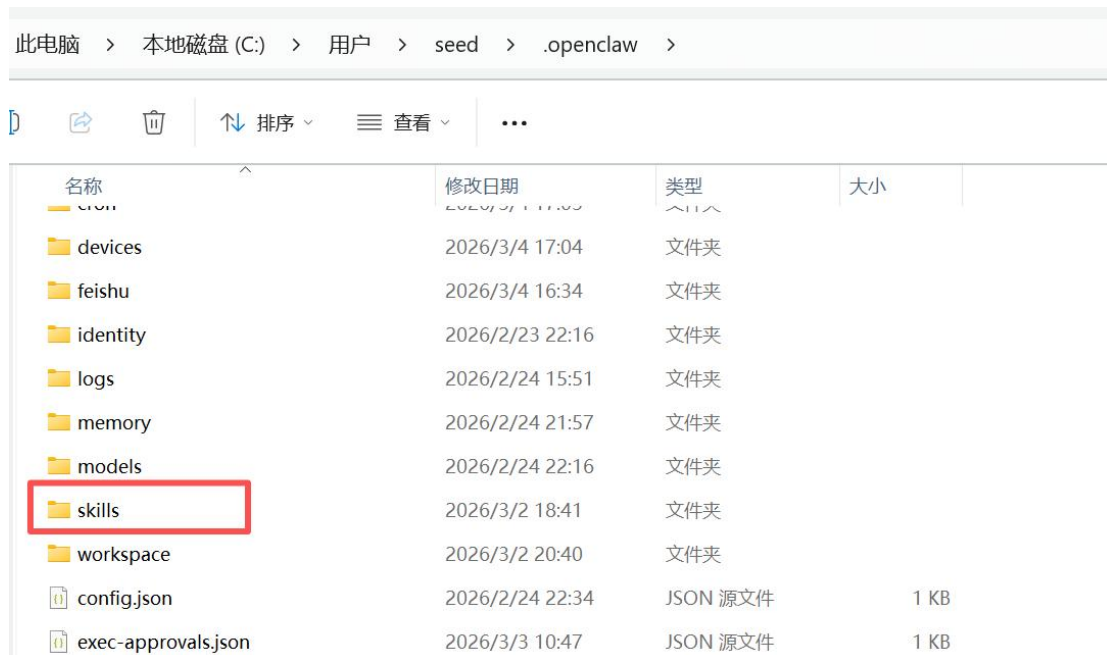 此电脑 > 本地磁盘 (C:) > 用户 > seed > .openclaw >
排序 查看
名称 修改日期 类型 大小
cron 文件夹
devices 2026/3/4 17:04 文件夹
feishu 2026/3/4 16:34 文件夹
identity 2026/2/23 22:16 文件夹
logs 2026/2/24 15:51 文件夹
memory 2026/2/24 21:57 文件夹
models 2026/2/24 22:16 文件夹
skills 2026/3/2 18:41 文件夹
workspace 2026/3/2 20:40 文件夹
config.json 2026/2/24 22:34 JSON 源文件 1 KB
exec-approvals.json 2026/3/3 10:47 JSON 源文件 1 KB